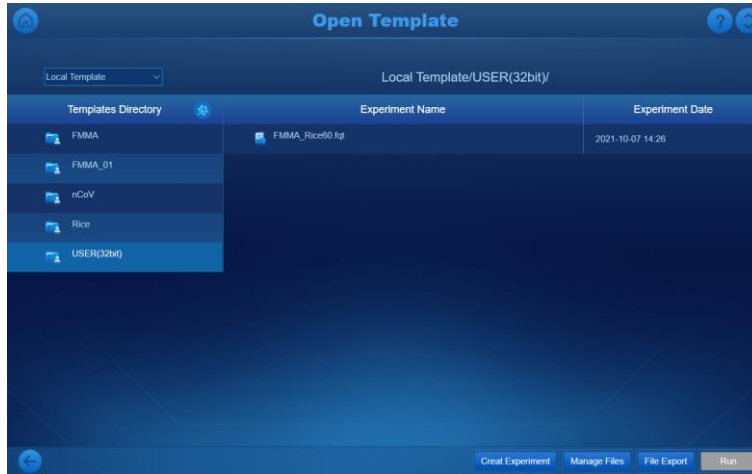 Open Template
?
Local Template
Local Template/USER(32bit)/
Templates Directory
Experiment Name
Experiment Date
FMMA
FMMA_Rice60.fqt
2021-10-07 14:26
FMMA_01
nCoV
Rice
USER(32bit)
Creat Experiment
Manage Files
File Export
Run